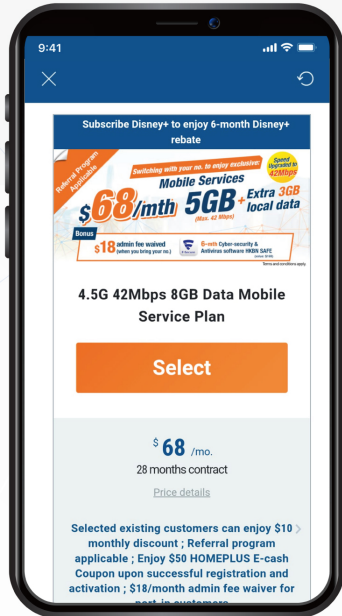 9:41
Subscribe Disney+ to enjoy 6-month Disney+
rebate
Referral Program
Applicable
Switching with your no. to enjoy exclusive:
Speed
Upgraded to
42Mbps
Mobile Services
$68/mth 5GB + Extra 3GB
local data
(Max. 42 Mbps)
Bonus
$18 admin fee waived
(when you bring your no.)
6-mth Cyber-security &
Antivirus software HKBN SAFE
Terms and conditions apply.
4.5G 42Mbps 8GB Data Mobile
Service Plan
Select
$ 68 /mo.
28 months contract
Price details
Selected existing customers can enjoy $10
monthly discount ; Referral program
applicable ; Enjoy $50 HOMEPLUS E-cash
Coupon upon successful registration and
activation ; $18/month admin fee waiver for
port-in customers